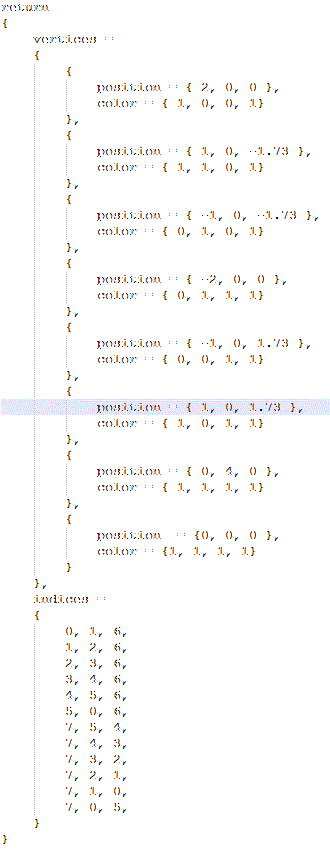 return
{
    vertices =
    {
        {
            position = { 2, 0, 0 },
            color = { 1, 0, 0, 1}
        },
        {
            position = { 1, 0, -1.73 },
            color = { 1, 1, 0, 1}
        },
        {
            position = { -1, 0, -1.73 },
            color = { 0, 1, 0, 1}
        },
        {
            position = { -2, 0, 0 },
            color = { 0, 1, 1, 1}
        },
        {
            position = { -1, 0, 1.73 },
            color = { 0, 0, 1, 1}
        },
        {
            position = { 1, 0, 1.73 },
            color = { 1, 0, 1, 1}
        },
        {
            position = { 0, 4, 0 },
            color = { 1, 1, 1, 1}
        },
        {
            position  = {0, 0, 0 },
            color = {1, 1, 1, 1}
        }
    },
    indices =
    {
        0, 1, 6,
        1, 2, 6,
        2, 3, 6,
        3, 4, 6,
        4, 5, 6,
        5, 0, 6,
        7, 5, 4,
        7, 4, 3,
        7, 3, 2,
        7, 2, 1,
        7, 1, 0,
        7, 0, 5,
    }
}